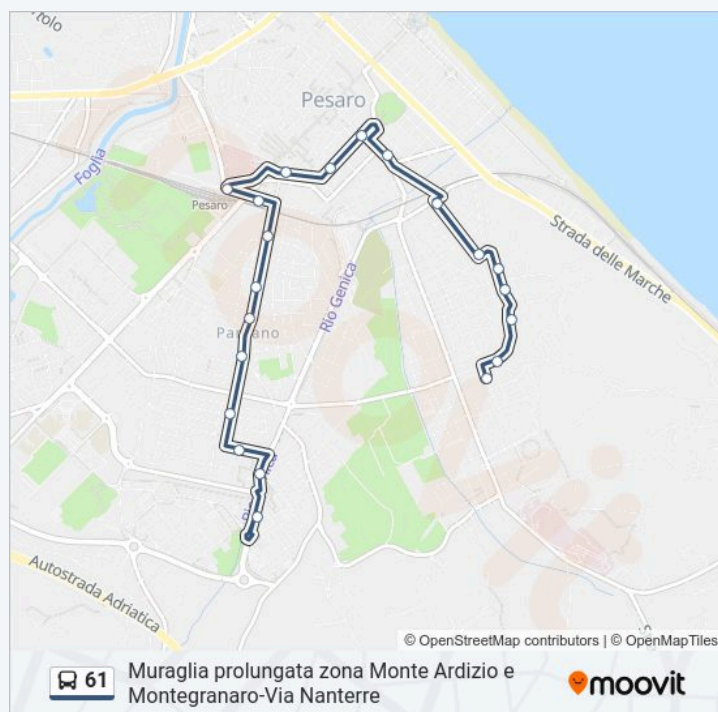 Pesaro
Foglia
Pesaro
Strada delle Marche
Rio Genica
Autostrada Adriatica
© OpenStreetMap contributors | © OpenMapTiles
61
Muraglia prolungata zona Monte Ardizio e
Montegranaro-Via Nanterre
moovit